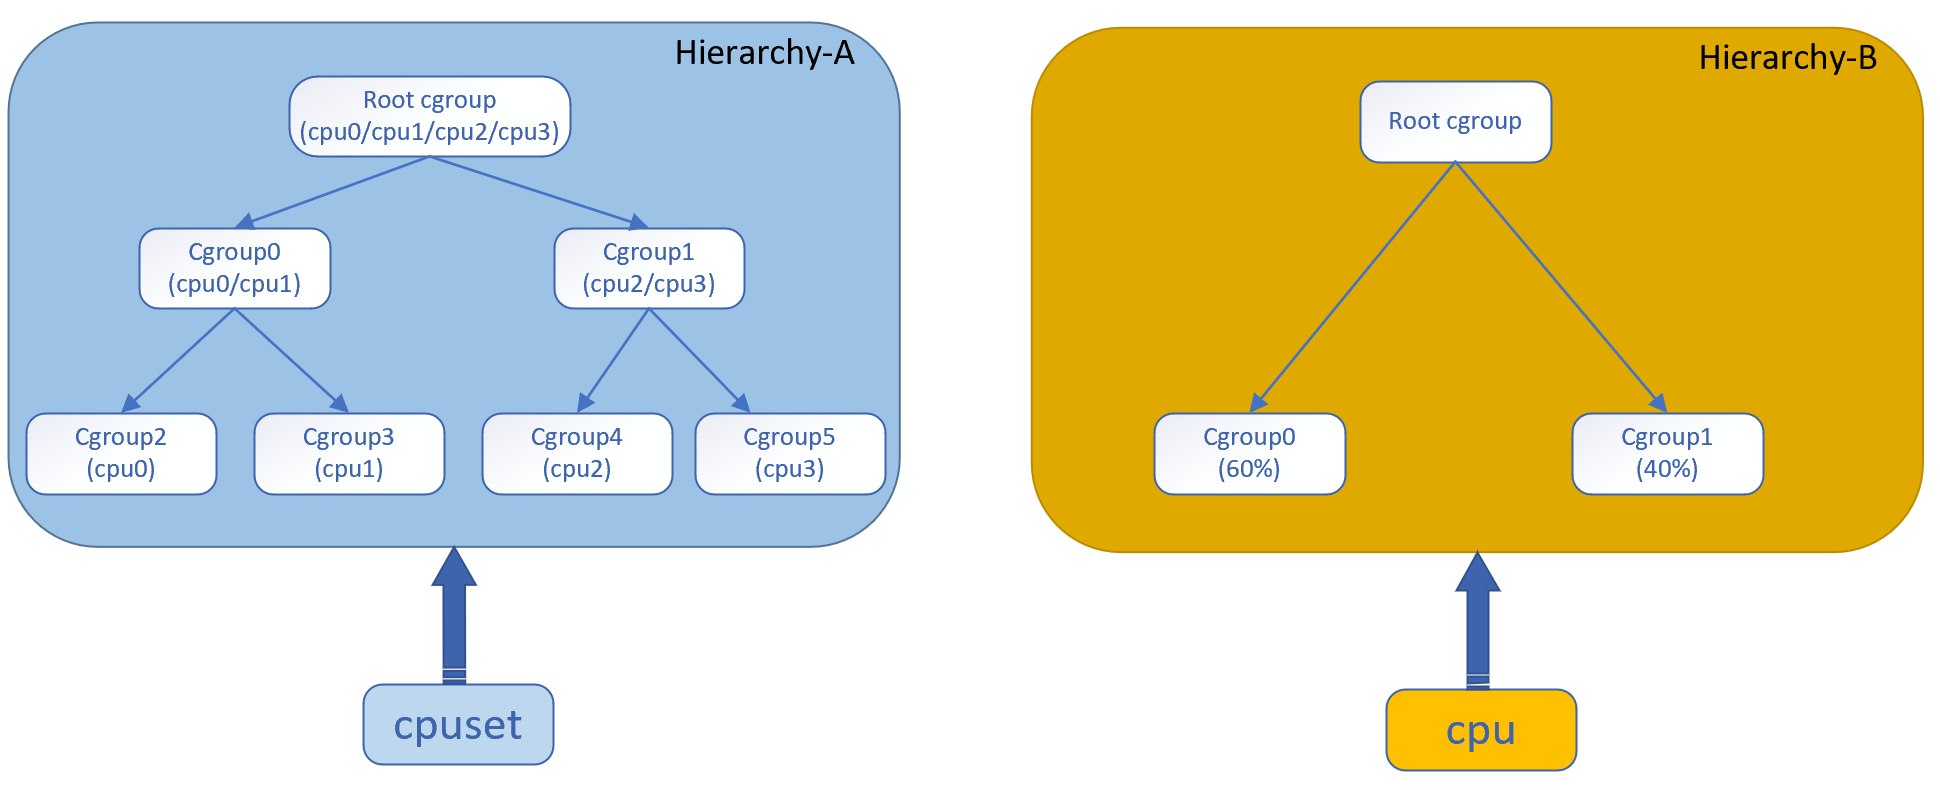 Hierarchy-A
Root cgroup
(cpu0/cpu1/cpu2/cpu3)
Cgroup0
(cpu0/cpu1)
Cgroup1
(cpu2/cpu3)
Cgroup2
(cpu0)
Cgroup3
(cpu1)
Cgroup4
(cpu2)
Cgroup5
(cpu3)
cpuset
Hierarchy-B
Root cgroup
Cgroup0
(60%)
Cgroup1
(40%)
cpu